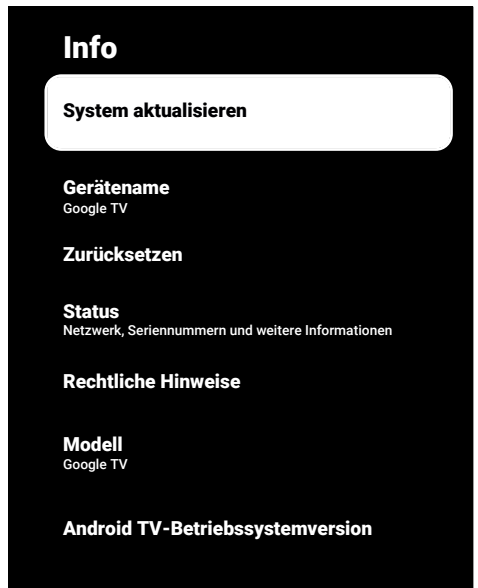 Info
System aktualisieren
Gerätename
Google TV
Zurücksetzen
Status
Netzwerk, Seriennummern und weitere Informationen
Rechtliche Hinweise
Modell
Google TV
Android TV-Betriebssystemversion